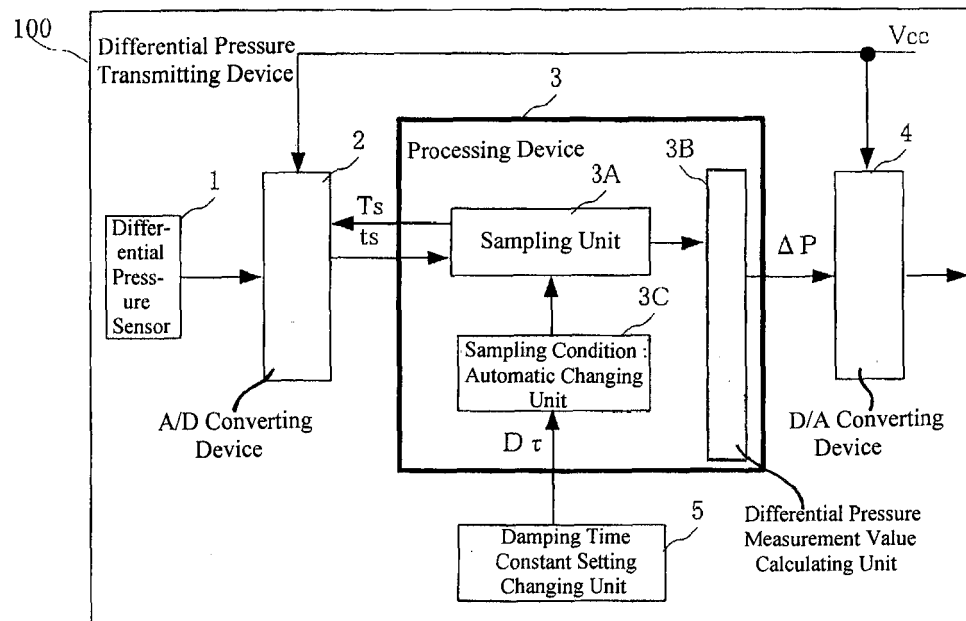 100
Differential Pressure
Transmitting Device
Vcc
3
2
4
Processing Device
3B
1
3A
Ts
ts
Differ-
ential
Press-
ure
Sensor
Sampling Unit
ΔP
3C
Sampling Condition :
Automatic Changing
Unit
A/D Converting
Device
D/A Converting
Device
Dτ
5
Damping Time
Constant Setting
Changing Unit
Differential Pressure
Measurement Value
Calculating Unit